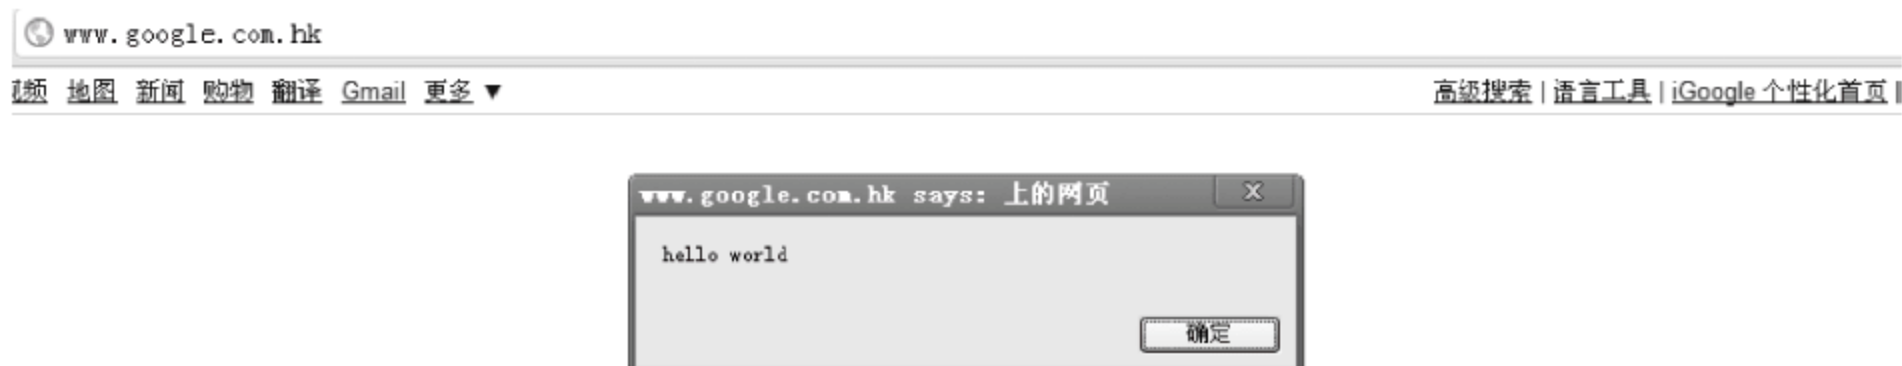 www.google.com.hk
视频 地图 新闻 购物 翻译 Gmail 更多 ▼
高级搜索 | 语言工具 | iGoogle 个性化首页 |
www.google.com.hk says: 上的网页
hello world
确定